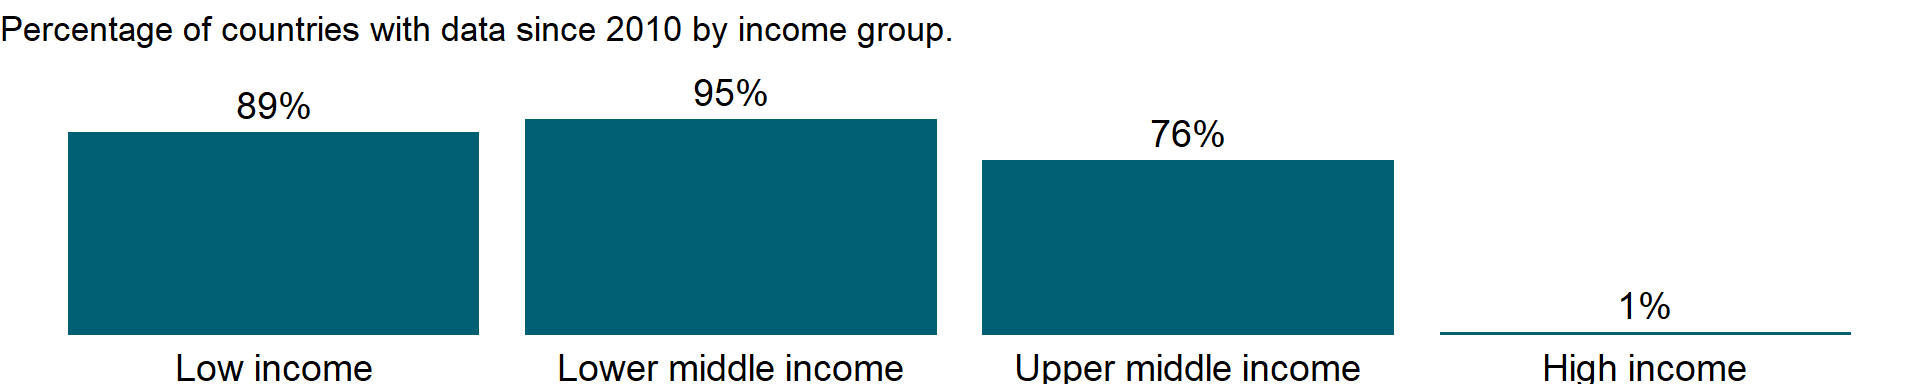 Percentage of countries with data since 2010 by income group.
89%
95%
76%
1%
Low income
Lower middle income
Upper middle income
High income